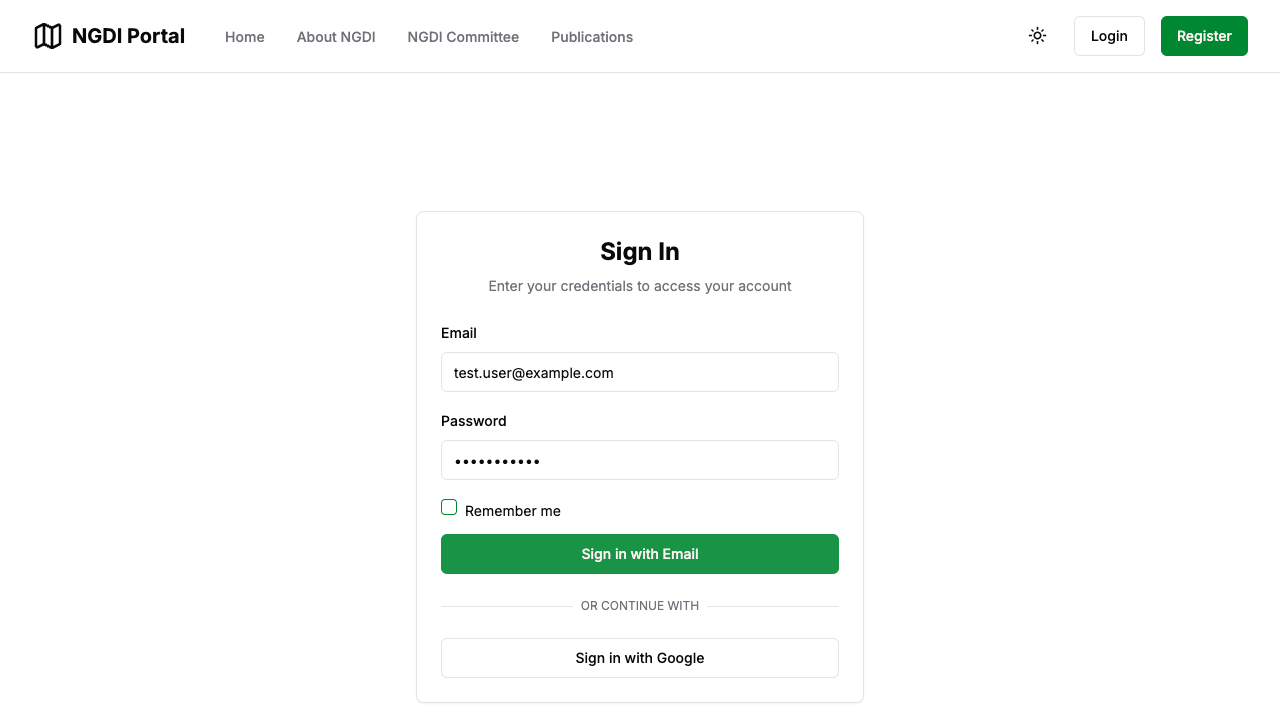 NGDI Portal
Home
About NGDI
NGDI Committee
Publications
Login
Register
Sign In
Enter your credentials to access your account
Email
test.user@example.com
Password
•••••••••••
Remember me
Sign in with Email
OR CONTINUE WITH
Sign in with Google